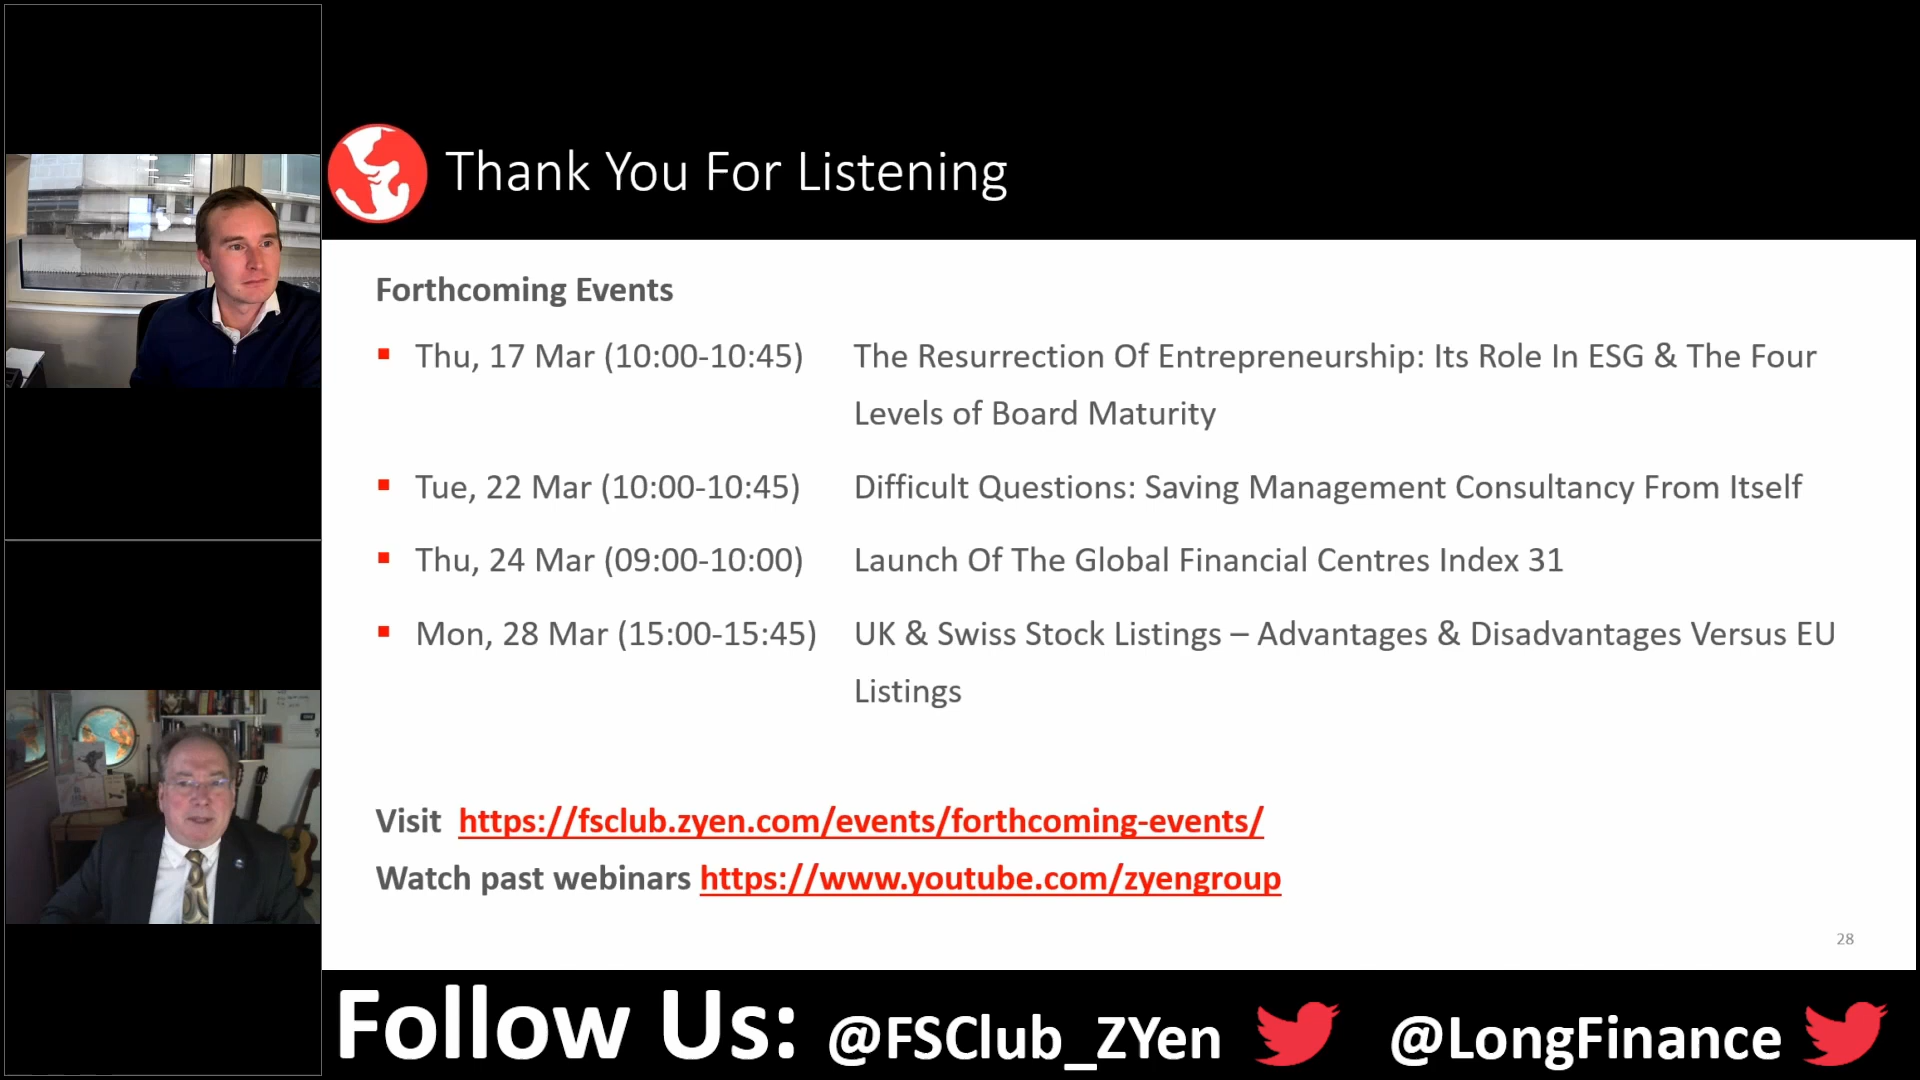 Thank You For Listening
Forthcoming Events
Thu, 17 Mar (10:00-10:45) The Resurrection Of Entrepreneurship: Its Role In ESG & The Four
Levels of Board Maturity
Tue, 22 Mar (10:00-10:45) Difficult Questions: Saving Management Consultancy From Itself
Thu, 24 Mar (09:00-10:00) Launch Of The Global Financial Centres Index 31
Mon, 28 Mar (15:00-15:45) UK & Swiss Stock Listings – Advantages & Disadvantages Versus EU
Listings
Visit https://fsclub.zyen.com/events/forthcoming-events/
Watch past webinars https://www.youtube.com/zyengroup
28
Follow Us: @FSClub_ZYen @LongFinance